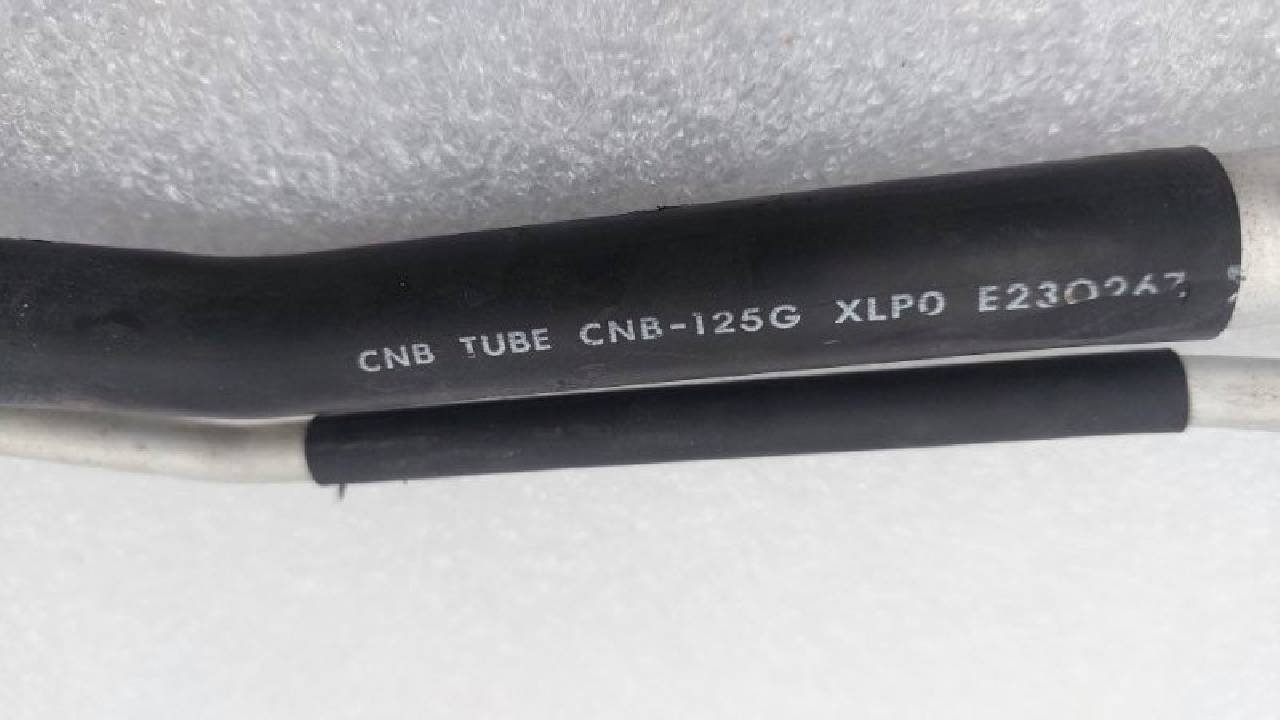 CNB TUBE CNB-125G XLPO E230267